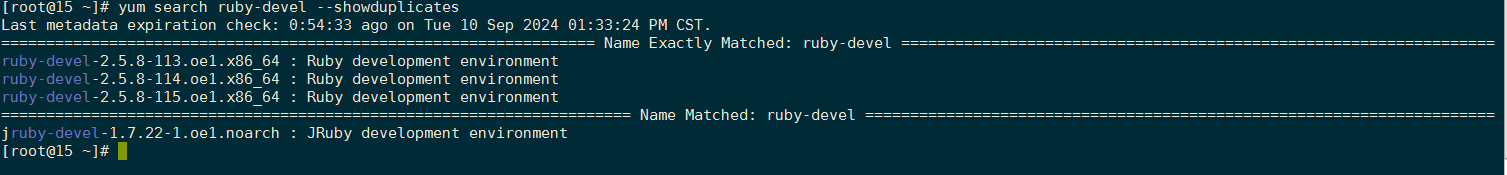 [root@15 ~]# yum search ruby-devel --showduplicates
Last metadata expiration check: 0:54:33 ago on Tue 10 Sep 2024 01:33:24 PM CST.
================================================================== Name Exactly Matched: ruby-devel ==================================================================
ruby-devel-2.5.8-113.oe1.x86_64 : Ruby development environment
ruby-devel-2.5.8-114.oe1.x86_64 : Ruby development environment
ruby-devel-2.5.8-115.oe1.x86_64 : Ruby development environment
====================================================================== Name Matched: ruby-devel ======================================================================
jruby-devel-1.7.22-1.oe1.noarch : JRuby development environment
[root@15 ~]#